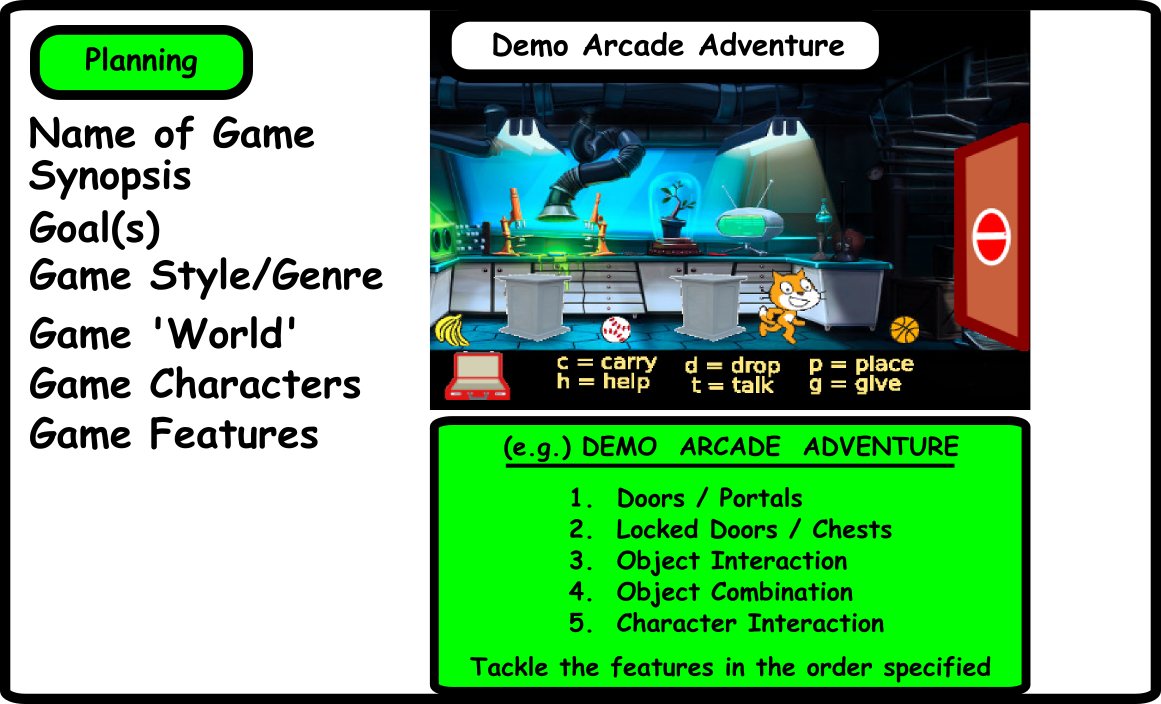 Planning
Name of Game
Synopsis
Goal(s)
Game Style/Genre
Game 'World'
Game Characters
Game Features
Demo Arcade Adventure
c = carry d = drop p = place
h = help t = talk g = give
(e.g.) DEMO ARCADE ADVENTURE
1. Doors / Portals
2. Locked Doors / Chests
3. Object Interaction
4. Object Combination
5. Character Interaction
Tackle the features in the order specified